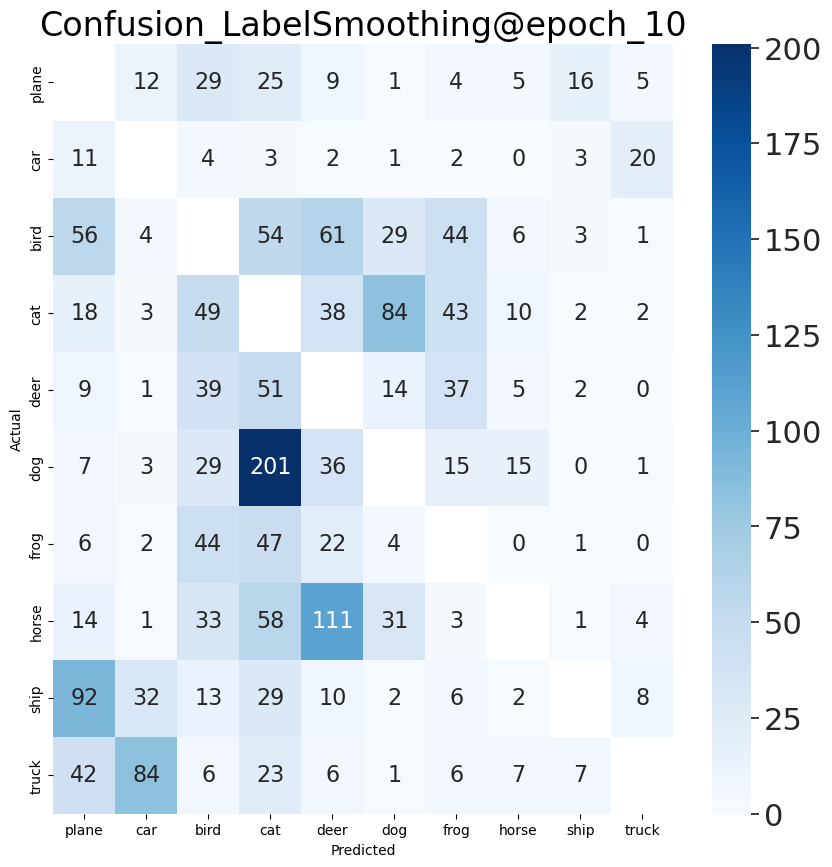 Confusion_LabelSmoothing@epoch_10
plane 12 29 25 9 1 4 5 16 5
car 11 4 3 2 1 2 0 3 20
bird 56 4 54 61 29 44 6 3 1
cat 18 3 49 38 84 43 10 2 2
deer 9 1 39 51 14 37 5 2 0
dog 7 3 29 201 36 15 15 0 1
frog 6 2 44 47 22 4 0 1 0
horse 14 1 33 58 111 31 3 1 4
ship 92 32 13 29 10 2 6 2 8
truck 42 84 6 23 6 1 6 7 7
plane car bird cat deer dog frog horse ship truck
Predicted
Actual
200
175
150
125
100
75
50
25
0